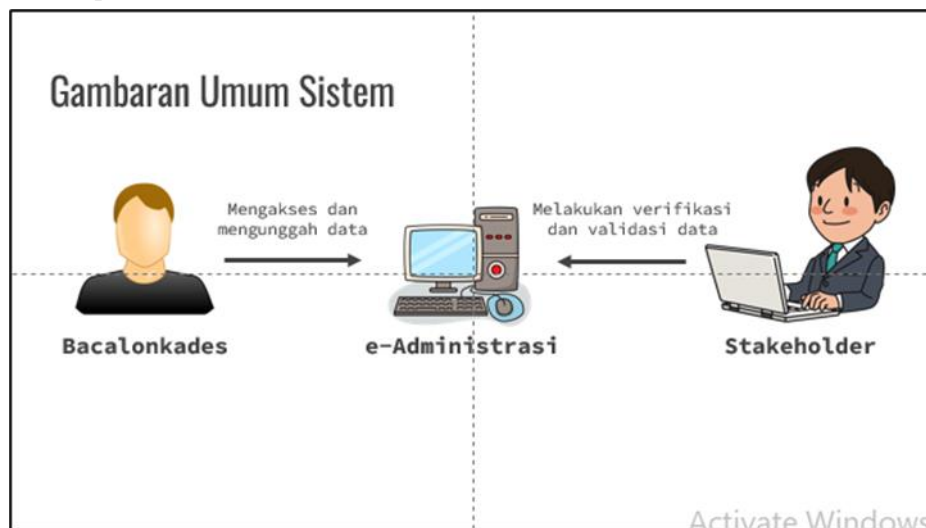 Gambaran Umum Sistem
Mengakses dan
mengunggah data
Melakukan verifikasi
dan validasi data
Bacalonkades
e-Administrasi
Stakeholder
Activate Windows